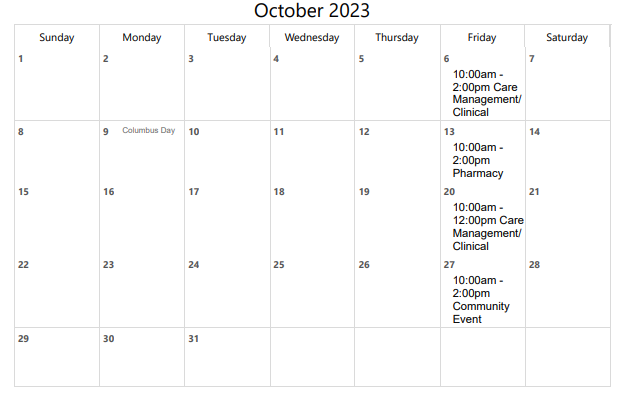 October 2023
Sunday Monday Tuesday Wednesday Thursday Friday Saturday
1 2 3 4 5 6 7
10:00am -
2:00pm Care
Management/
Clinical
8 9 Columbus Day 10 11 12 13 14
10:00am -
2:00pm
Pharmacy
15 16 17 18 19 20 21
10:00am -
12:00pm Care
Management/
Clinical
22 23 24 25 26 27 28
10:00am -
2:00pm
Community
Event
29 30 31